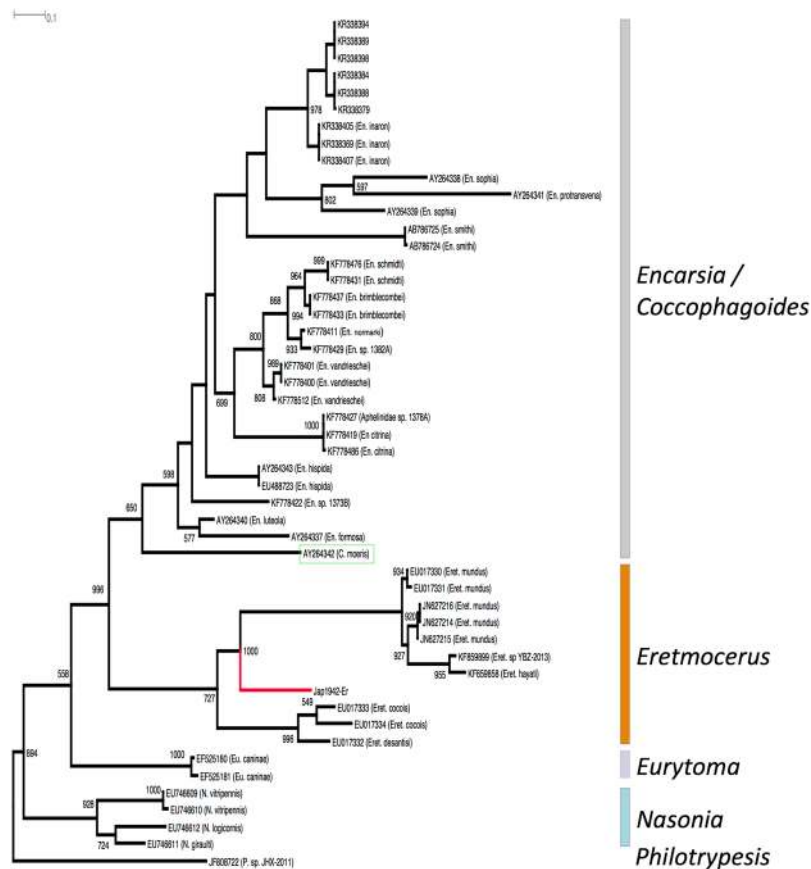 0.1
KR338394
KR338389
KR338398
KR338384
KR338388
KR338379
978
KR338405 (En. inaron)
KR338369 (En. inaron)
KR338407 (En. inaron)
AY264338 (En. sophia)
597
AY264341 (En. protransvena)
802
AY264339 (En. sophia)
AB786725 (En. smithi)
AB786724 (En. smithi)
999
KF778476 (En. schmidti)
964
KF778431 (En. schmidti)
868
KF778437 (En. brimblecombei)
994
KF778433 (En. brimblecombei)
800
KF778411 (En. normarki)
933
KF778429 (En. sp. 1382A)
989
KF778401 (En. vandrieschei)
KF778400 (En. vandrieschei)
808
KF778512 (En. vandrieschei)
699
KF778427 (Aphelinidae sp. 1378A)
1000
KF778419 (En citrina)
KF778486 (En. citrina)
AY264343 (En. hispida)
598
EU488723 (En. hispida)
KF778422 (En. sp. 1373B)
650
AY264340 (En. luteola)
577
AY264337 (En. formosa)
AY264342 (C. moeris)
Encarsia /
Coccophagoides
934
EU017330 (Eret. mundus)
996
EU017331 (Eret. mundus)
JN627216 (Eret. mundus)
920
JN627214 (Eret. mundus)
JN627215 (Eret. mundus)
927
1000
KF859899 (Eret. sp YBZ-2013)
955
KF659858 (Eret. hayati)
558
Jap1942-Er
727
549
EU017333 (Eret. cocois)
EU017334 (Eret. cocois)
996
EU017332 (Eret. desantisi)
Eretmocerus
694
1000
EF525180 (Eu. caninae)
EF525181 (Eu. caninae)
Eurytoma
1000
EU746609 (N. vitripennis)
928
EU746610 (N. vitripennis)
EU746612 (N. logicornis)
724
EU746611 (N. giraulti)
Nasonia
JF808722 (P. sp. JHX-2011)
Philotrypesis